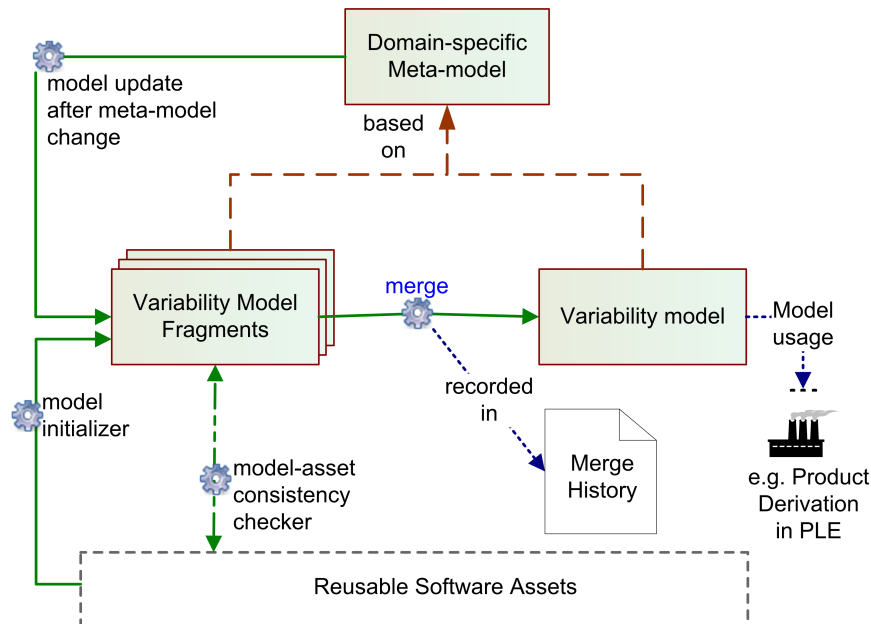 Domain-specific
Meta-model
model update
after meta-model
change
based
on
Variability Model
Fragments
merge
Variability model
Model
usage
recorded
in
model
initializer
model-asset
consistency
checker
Merge
History
e.g. Product
Derivation
in PLE
Reusable Software Assets